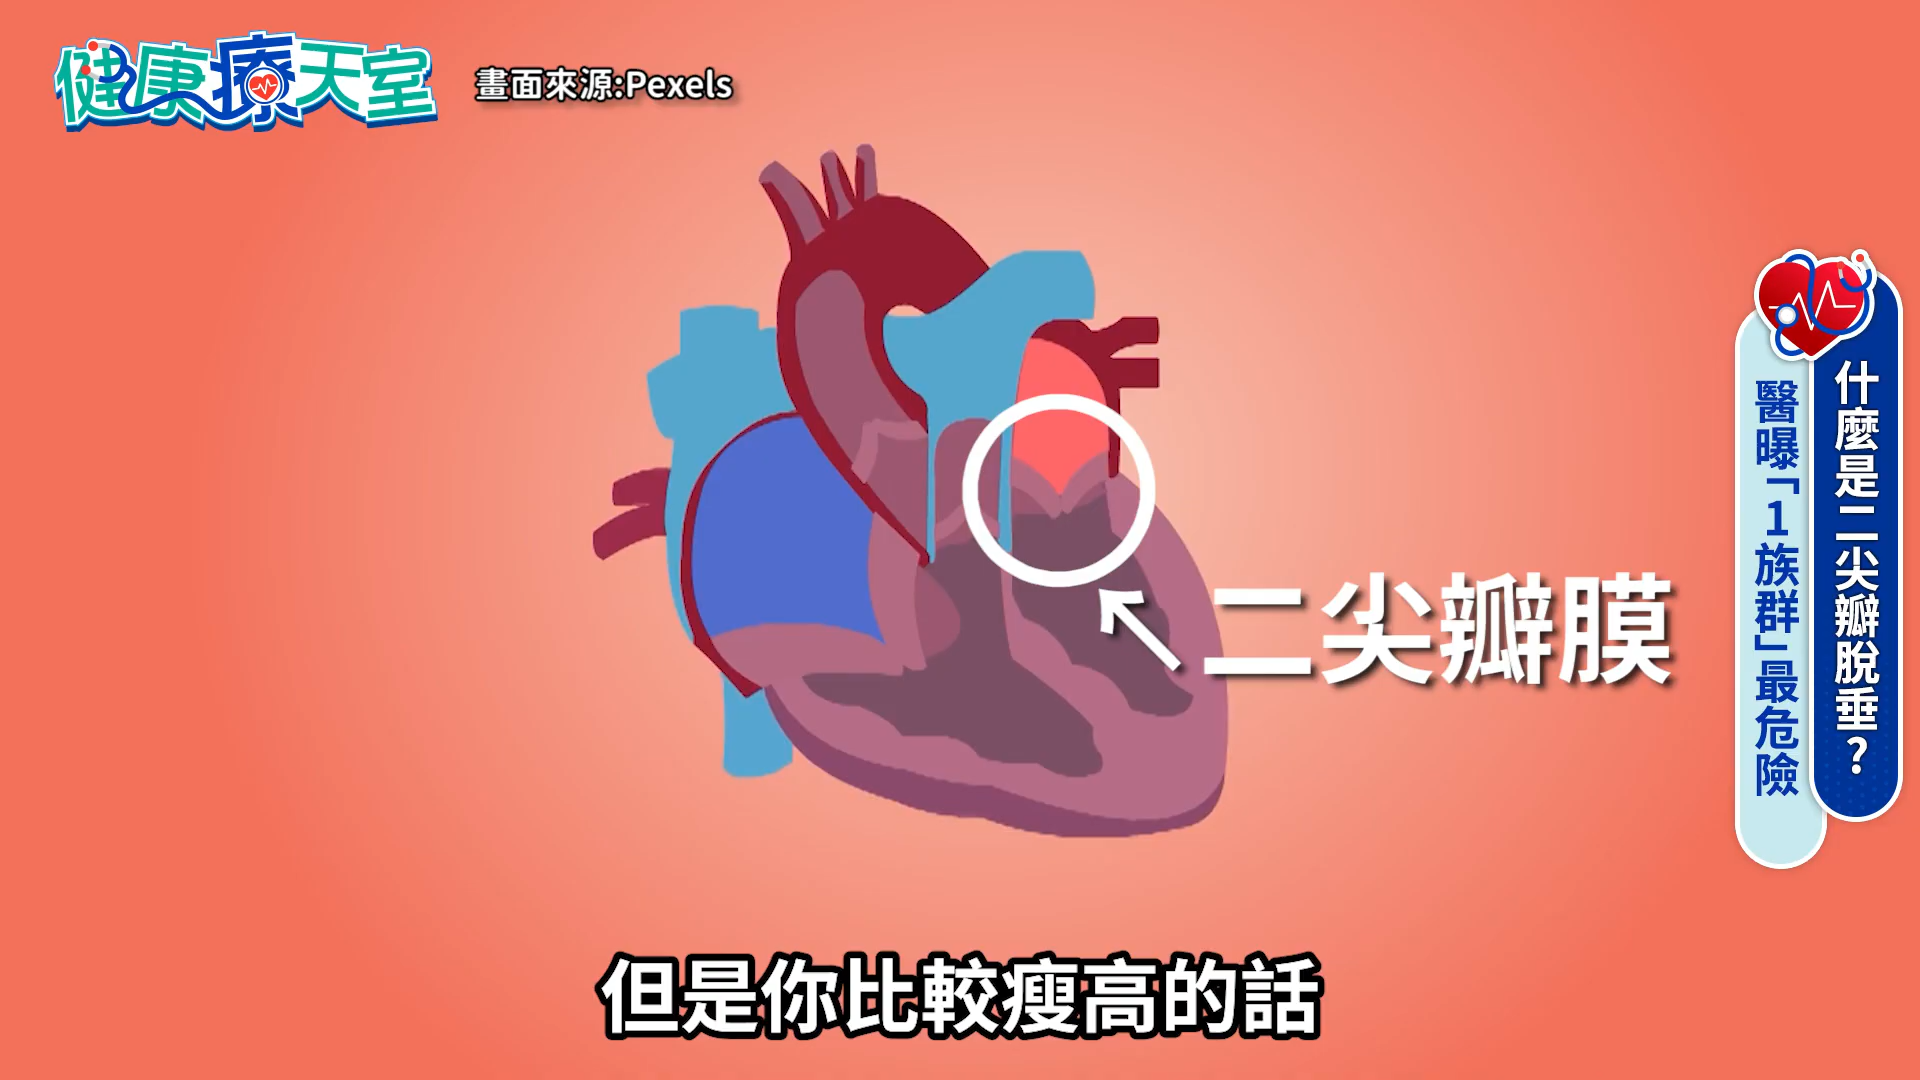 健康療天室
畫面來源:Pexels
什麼是二尖瓣脫垂?
醫曝「1族群」最危險
二尖瓣膜
但是你比較瘦高的話